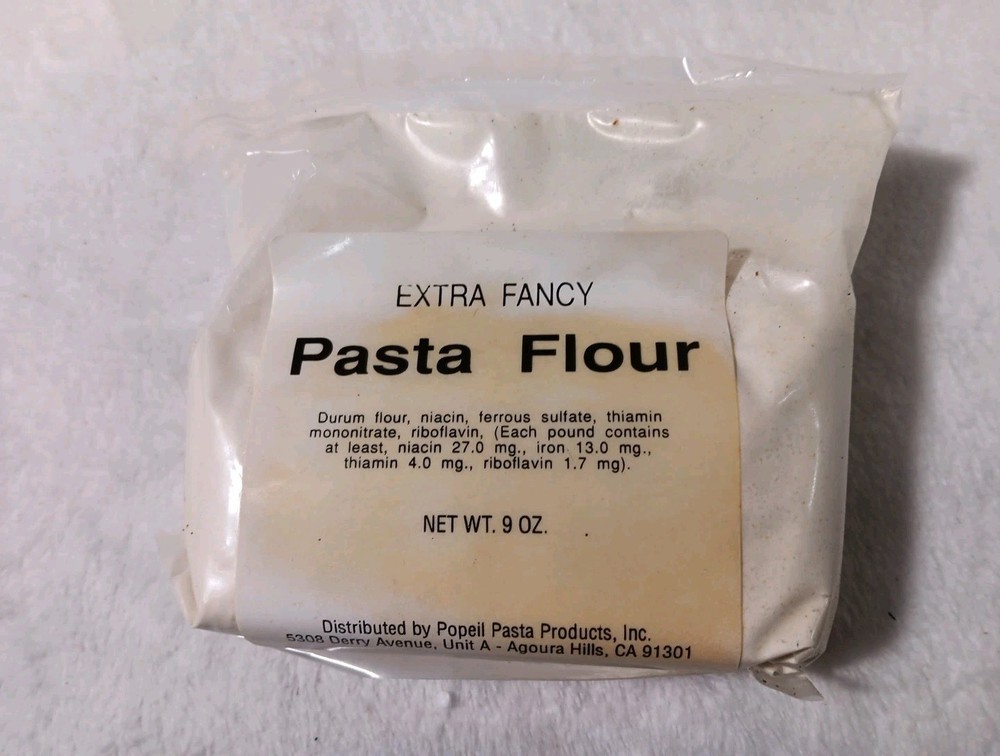 EXTRA FANCY
Pasta Flour
Durum flour, niacin, ferrous sulfate, thiamin
mononitrate, riboflavin, (Each pound contains
at least, niacin 27.0 mg., iron 13.0 mg.,
thiamin 4.0 mg., riboflavin 1.7 mg).
NET WT. 9 OZ.
Distributed by Popeil Pasta Products, Inc.
5308 Derry Avenue, Unit A - Agoura Hills, CA 91301